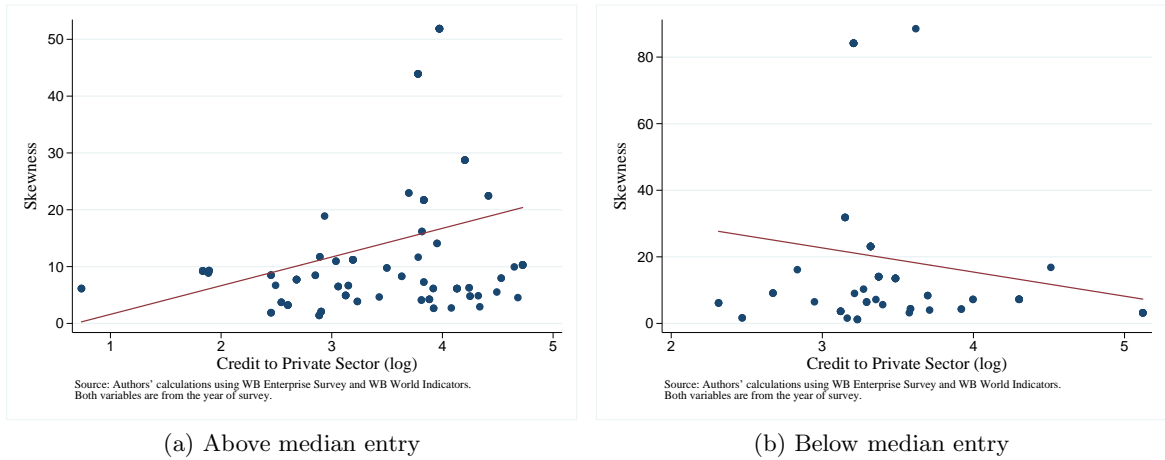 Skewness
50
40
30
20
10
0
1
2
3
4
5
Credit to Private Sector (log)
Source: Authors' calculations using WB Enterprise Survey and WB World Indicators.
Both variables are from the year of survey.
(a) Above median entry
Skewness
80
60
40
20
0
2
3
4
5
Credit to Private Sector (log)
Source: Authors' calculations using WB Enterprise Survey and WB World Indicators.
Both variables are from the year of survey.
(b) Below median entry